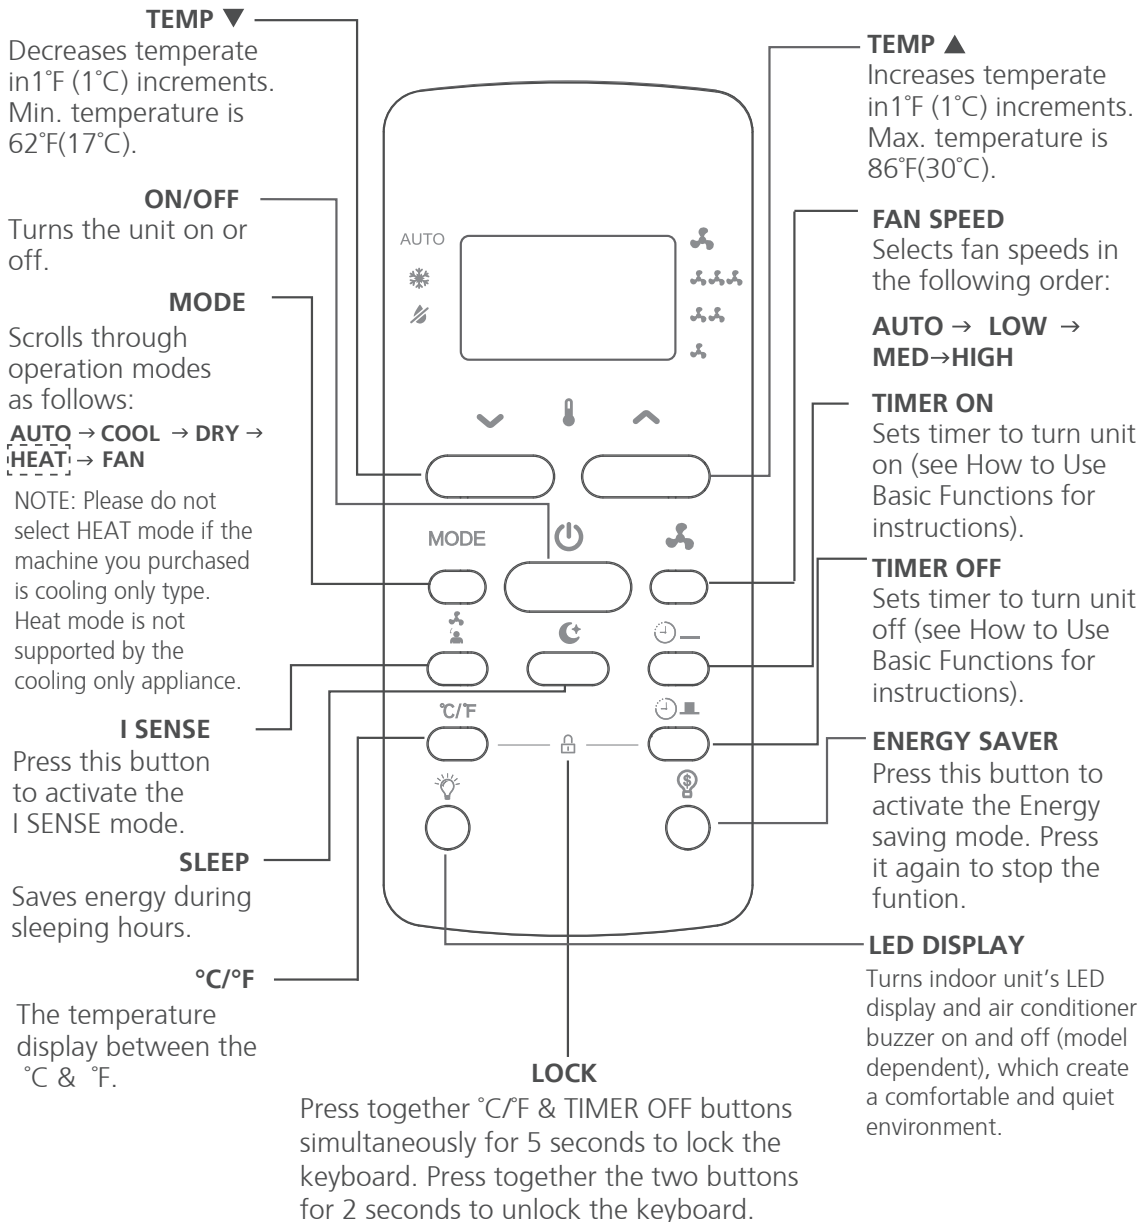 TEMP ▼
Decreases temperate
in1°F (1°C) increments.
Min. temperature is
62°F(17°C).
ON/OFF
Turns the unit on or
off.
MODE
Scrolls through
operation modes
as follows:
AUTO → COOL → DRY →
HEAT → FAN
NOTE: Please do not
select HEAT mode if the
machine you purchased
is cooling only type.
Heat mode is not
supported by the
cooling only appliance.
I SENSE
Press this button
to activate the
I SENSE mode.
SLEEP
Saves energy during
sleeping hours.
°C/°F
The temperature
display between the
°C & °F.
AUTO
MODE
°C/°F
LOCK
Press together °C/°F & TIMER OFF buttons
simultaneously for 5 seconds to lock the
keyboard. Press together the two buttons
for 2 seconds to unlock the keyboard.
TEMP ▲
Increases temperate
in1°F (1°C) increments.
Max. temperature is
86°F(30°C).
FAN SPEED
Selects fan speeds in
the following order:
AUTO → LOW →
MED→HIGH
TIMER ON
Sets timer to turn unit
on (see How to Use
Basic Functions for
instructions).
TIMER OFF
Sets timer to turn unit
off (see How to Use
Basic Functions for
instructions).
ENERGY SAVER
Press this button to
activate the Energy
saving mode. Press
it again to stop the
funtion.
LED DISPLAY
Turns indoor unit's LED
display and air conditioner
buzzer on and off (model
dependent), which create
a comfortable and quiet
environment.